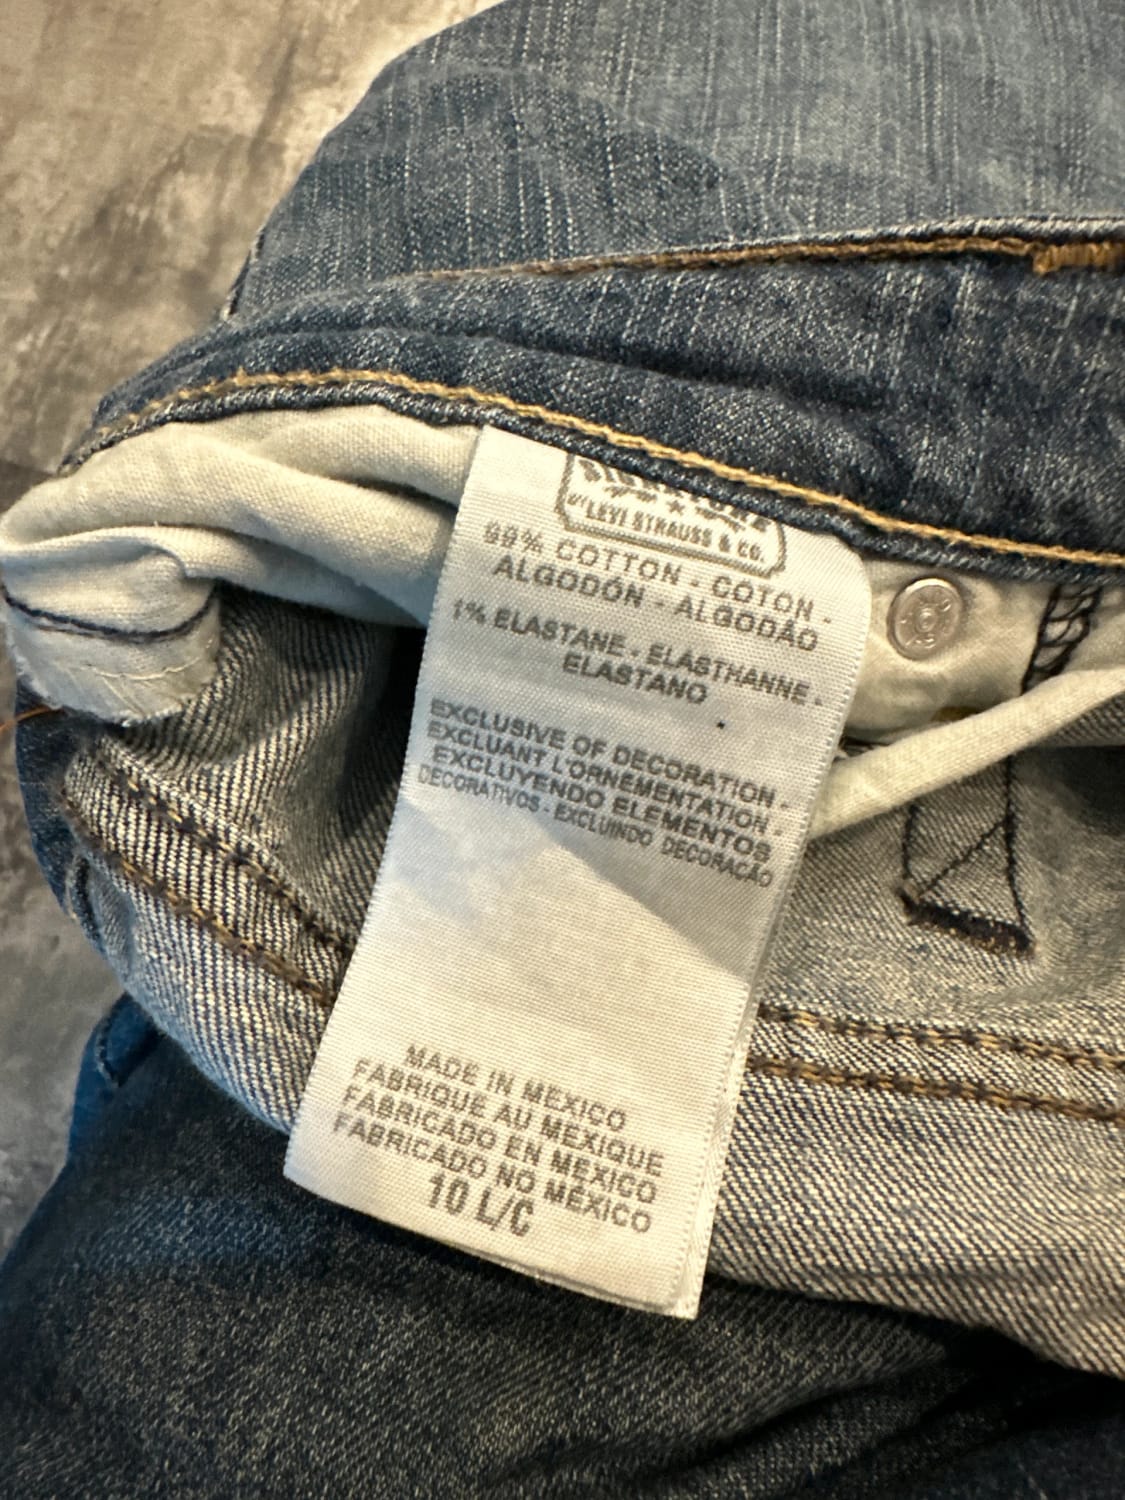 BY LEVI STRAUSS & CO.
99% COTTON - COTON -
ALGODÓN - ALGODÃO
1% ELASTANE - ELASTHANNE -
ELASTANO
EXCLUSIVE OF DECORATION -
EXCLUANT L'ORNEMENTATION -
EXCLUYENDO ELEMENTOS
DECORATIVOS - EXCLUINDO DECORAÇÃO
MADE IN MEXICO
FABRIQUE AU MEXIQUE
FABRICADO EN MEXICO
FABRICADO NO MÉXICO
10 L/C